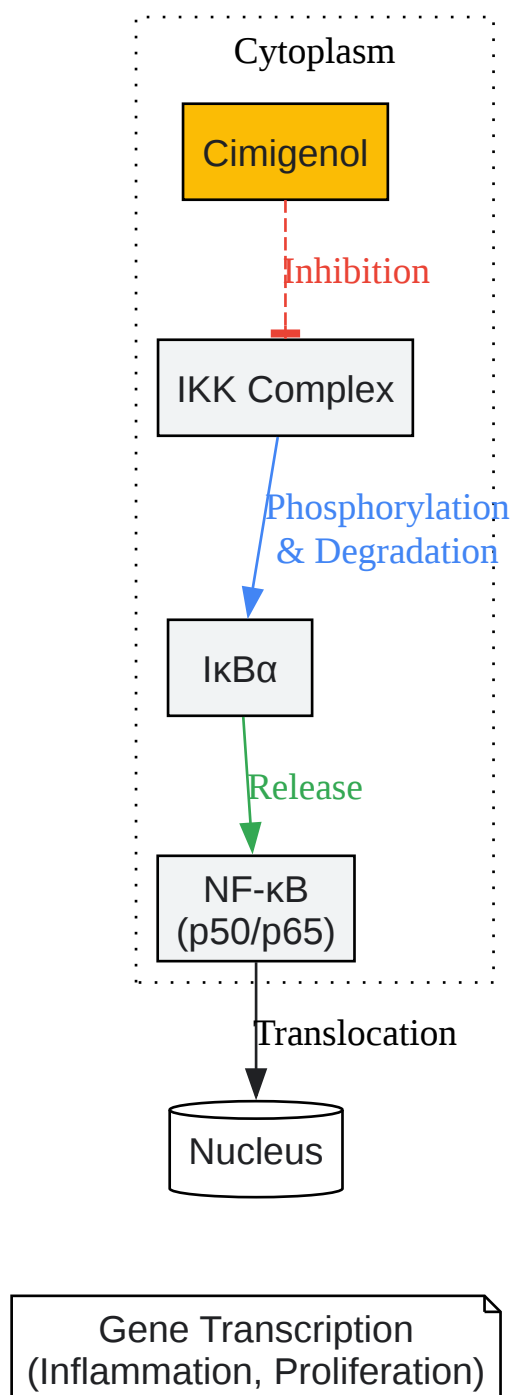 Cytoplasm
Cimigenol
Inhibition
IKK Complex
Phosphorylation
& Degradation
IκBα
Release
NF-κB
(p50/p65)
Translocation
Nucleus
Gene Transcription
(Inflammation, Proliferation)